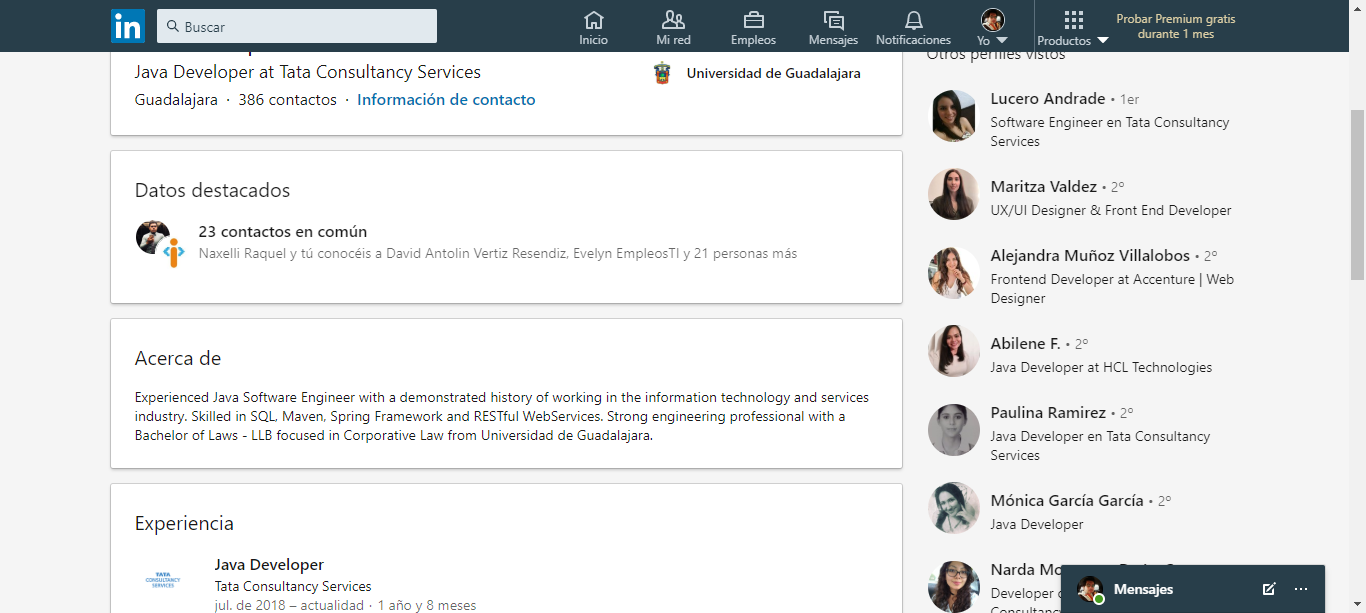 in
Buscar
Inicio
Mi red
Empleos
Mensajes
Notificaciones
Yo
Productos
Probar Premium gratis
durante 1 mes
Java Developer at Tata Consultancy Services
Universidad de Guadalajara
Guadalajara · 386 contactos · Información de contacto
Datos destacados
23 contactos en común
Naxelli Raquel y tú conocéis a David Antolin Vertiz Resendiz, Evelyn EmpleosTI y 21 personas más
Acerca de
Experienced Java Software Engineer with a demonstrated history of working in the information technology and services
industry. Skilled in SQL, Maven, Spring Framework and RESTful WebServices. Strong engineering professional with a
Bachelor of Laws - LLB focused in Corporative Law from Universidad de Guadalajara.
Experiencia
TATA
CONSULTANCY
SERVICES
Java Developer
Tata Consultancy Services
jul. de 2018 – actualidad · 1 año y 8 meses
Otros perfiles vistos
Lucero Andrade • 1er
Software Engineer en Tata Consultancy
Services
Maritza Valdez • 2º
UX/UI Designer & Front End Developer
Alejandra Muñoz Villalobos • 2º
Frontend Developer at Accenture | Web
Designer
Abilene F. • 2º
Java Developer at HCL Technologies
Paulina Ramirez • 2º
Java Developer en Tata Consultancy
Services
Mónica García García • 2º
Java Developer
Narda
Developer
Consultancy
Mensajes